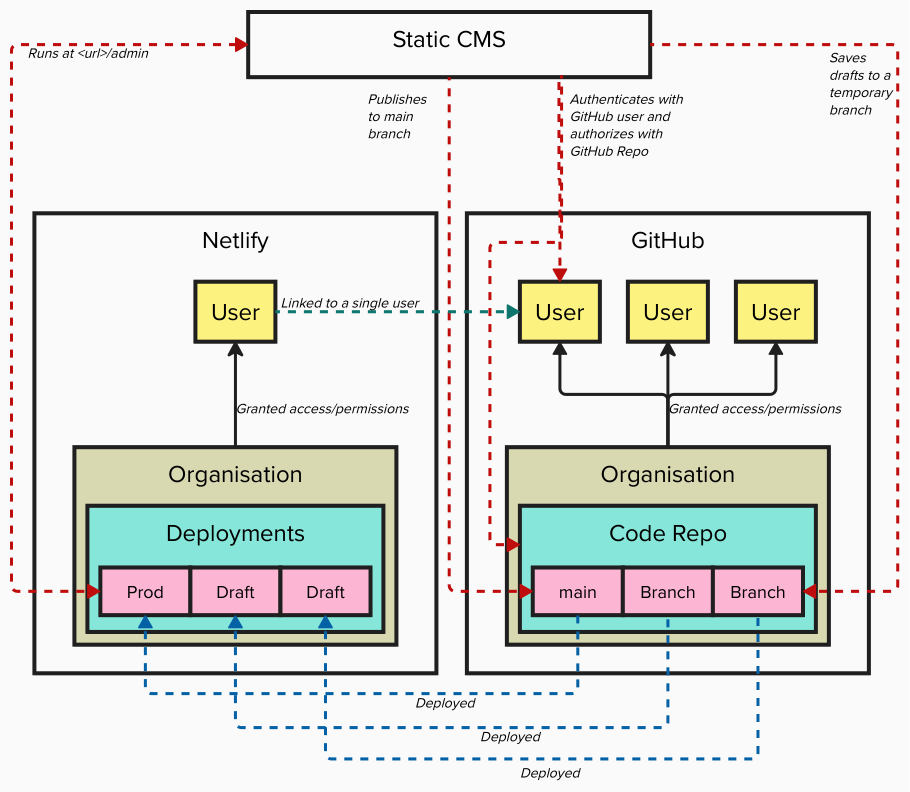 Static CMS
Runs at <url>/admin
Saves
drafts to a
temporary
branch
Publishes
to main
branch
Authenticates with
GitHub user and
authorizes with
GitHub Repo
Netlify
GitHub
User
Linked to a single user
User
User
User
Granted access/permissions
Granted access/permissions
Organisation
Organisation
Deployments
Code Repo
Prod
Draft
Draft
main
Branch
Branch
Deployed
Deployed
Deployed